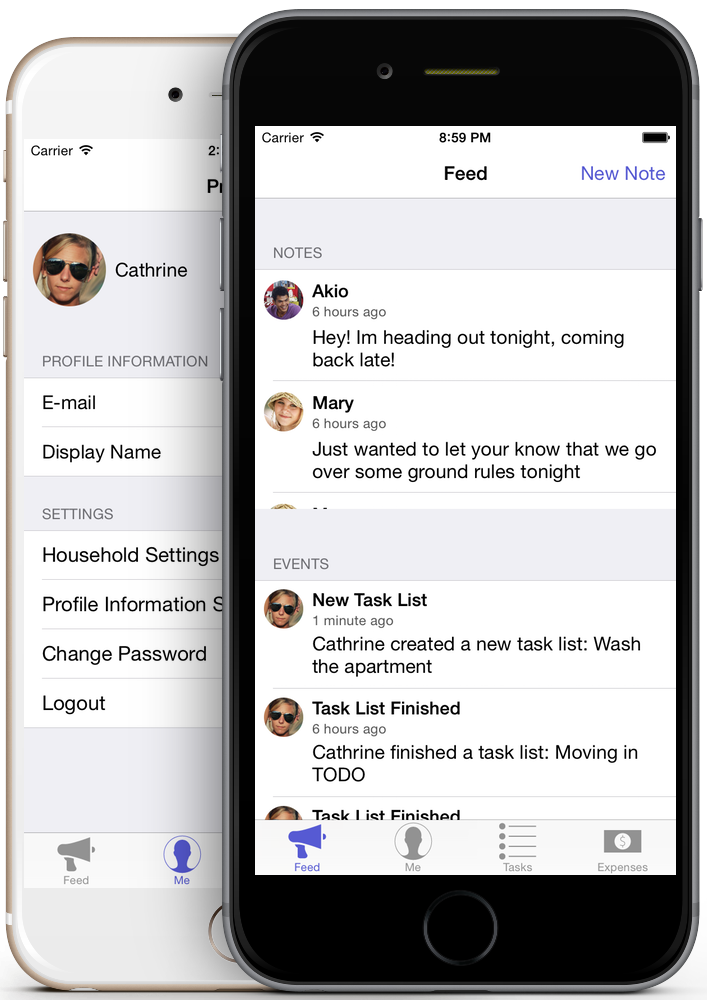 Carrier
2:
Pr
Cathrine
PROFILE INFORMATION
E-mail
Display Name
SETTINGS
Household Settings
Profile Information S
Change Password
Logout
Feed
Me
Carrier
8:59 PM
Feed
New Note
NOTES
Akio
6 hours ago
Hey! Im heading out tonight, coming
back late!
Mary
6 hours ago
Just wanted to let your know that we go
over some ground rules tonight
EVENTS
New Task List
1 minute ago
Cathrine created a new task list: Wash
the apartment
Task List Finished
6 hours ago
Cathrine finished a task list: Moving in
TODO
Task List Finished
Feed
Me
Tasks
Expenses